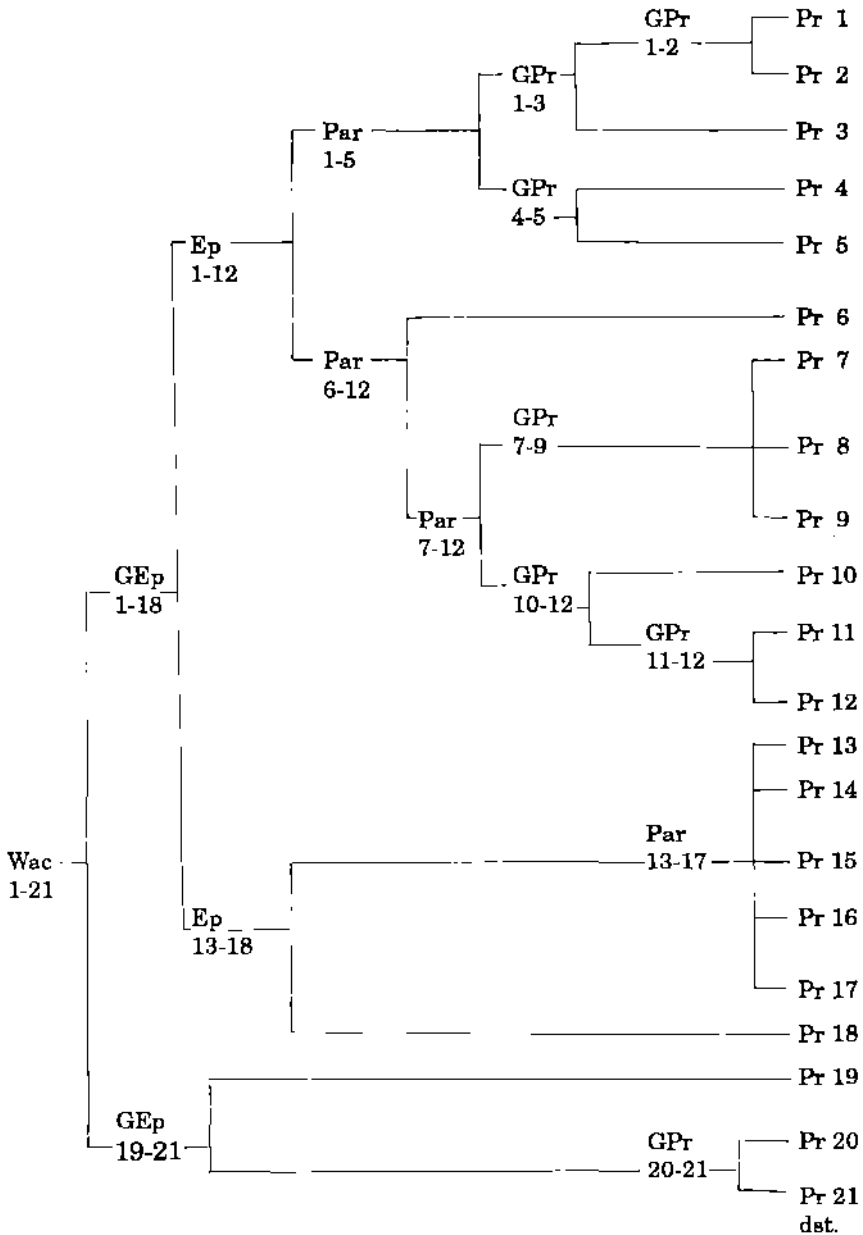 GPr
1-2
Pr 1
Pr 2
GPr
1-3
Pr 3
Par
1-5
GPr
4-5
Pr 4
Pr 5
Ep
1-12
Pr 6
Par
6-12
Pr 7
GPr
7-9
Pr 8
Pr 9
Par
7-12
GPr
10-12
Pr 10
GEp
1-18
GPr
11-12
Pr 11
Pr 12
Pr 13
Pr 14
Par
13-17
Pr 15
Wac
1-21
Pr 16
Ep
13-18
Pr 17
Pr 18
Pr 19
GEp
19-21
GPr
20-21
Pr 20
Pr 21
dst.